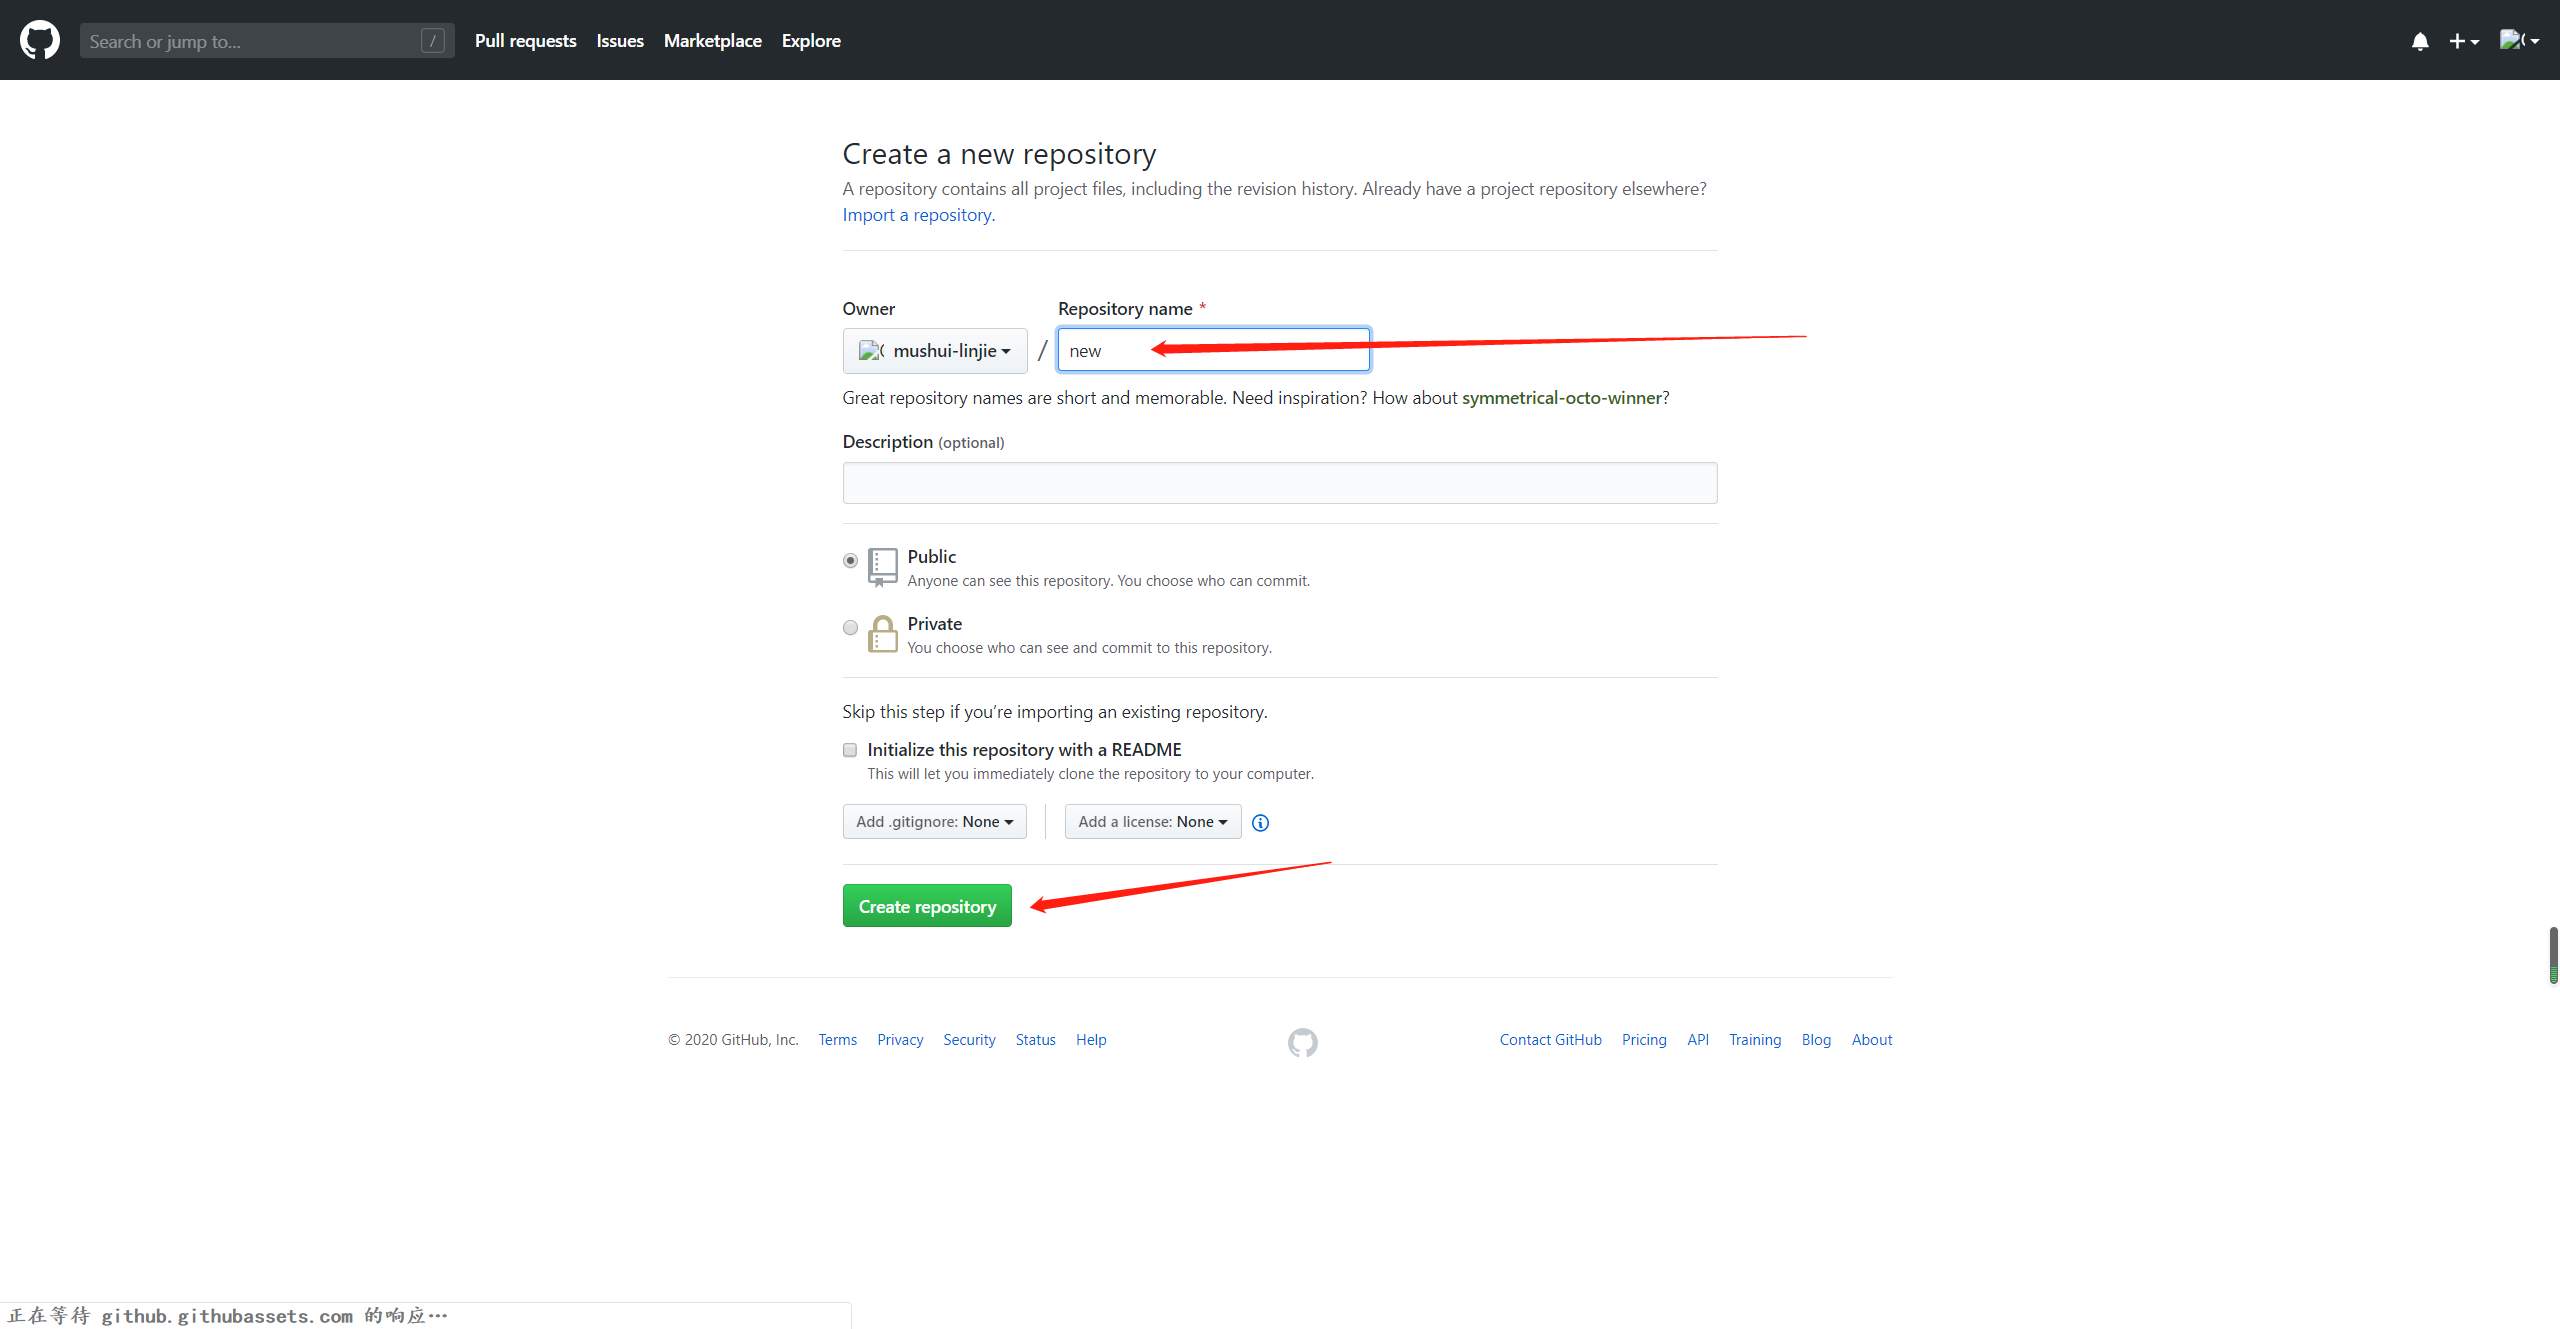 Search or jump to... /
Pull requests Issues Marketplace Explore
Create a new repository
A repository contains all project files, including the revision history. Already have a project repository elsewhere?
Import a repository.
Owner Repository name *
mushui-linjie / new
Great repository names are short and memorable. Need inspiration? How about symmetrical-octo-winner?
Description (optional)
Public
Anyone can see this repository. You choose who can commit.
Private
You choose who can see and commit to this repository.
Skip this step if you’re importing an existing repository.
Initialize this repository with a README
This will let you immediately clone the repository to your computer.
Add .gitignore: None Add a license: None
Create repository
© 2020 GitHub, Inc. Terms Privacy Security Status Help Contact GitHub Pricing API Training Blog About
正在等待 github.githubassets.com 的响应…